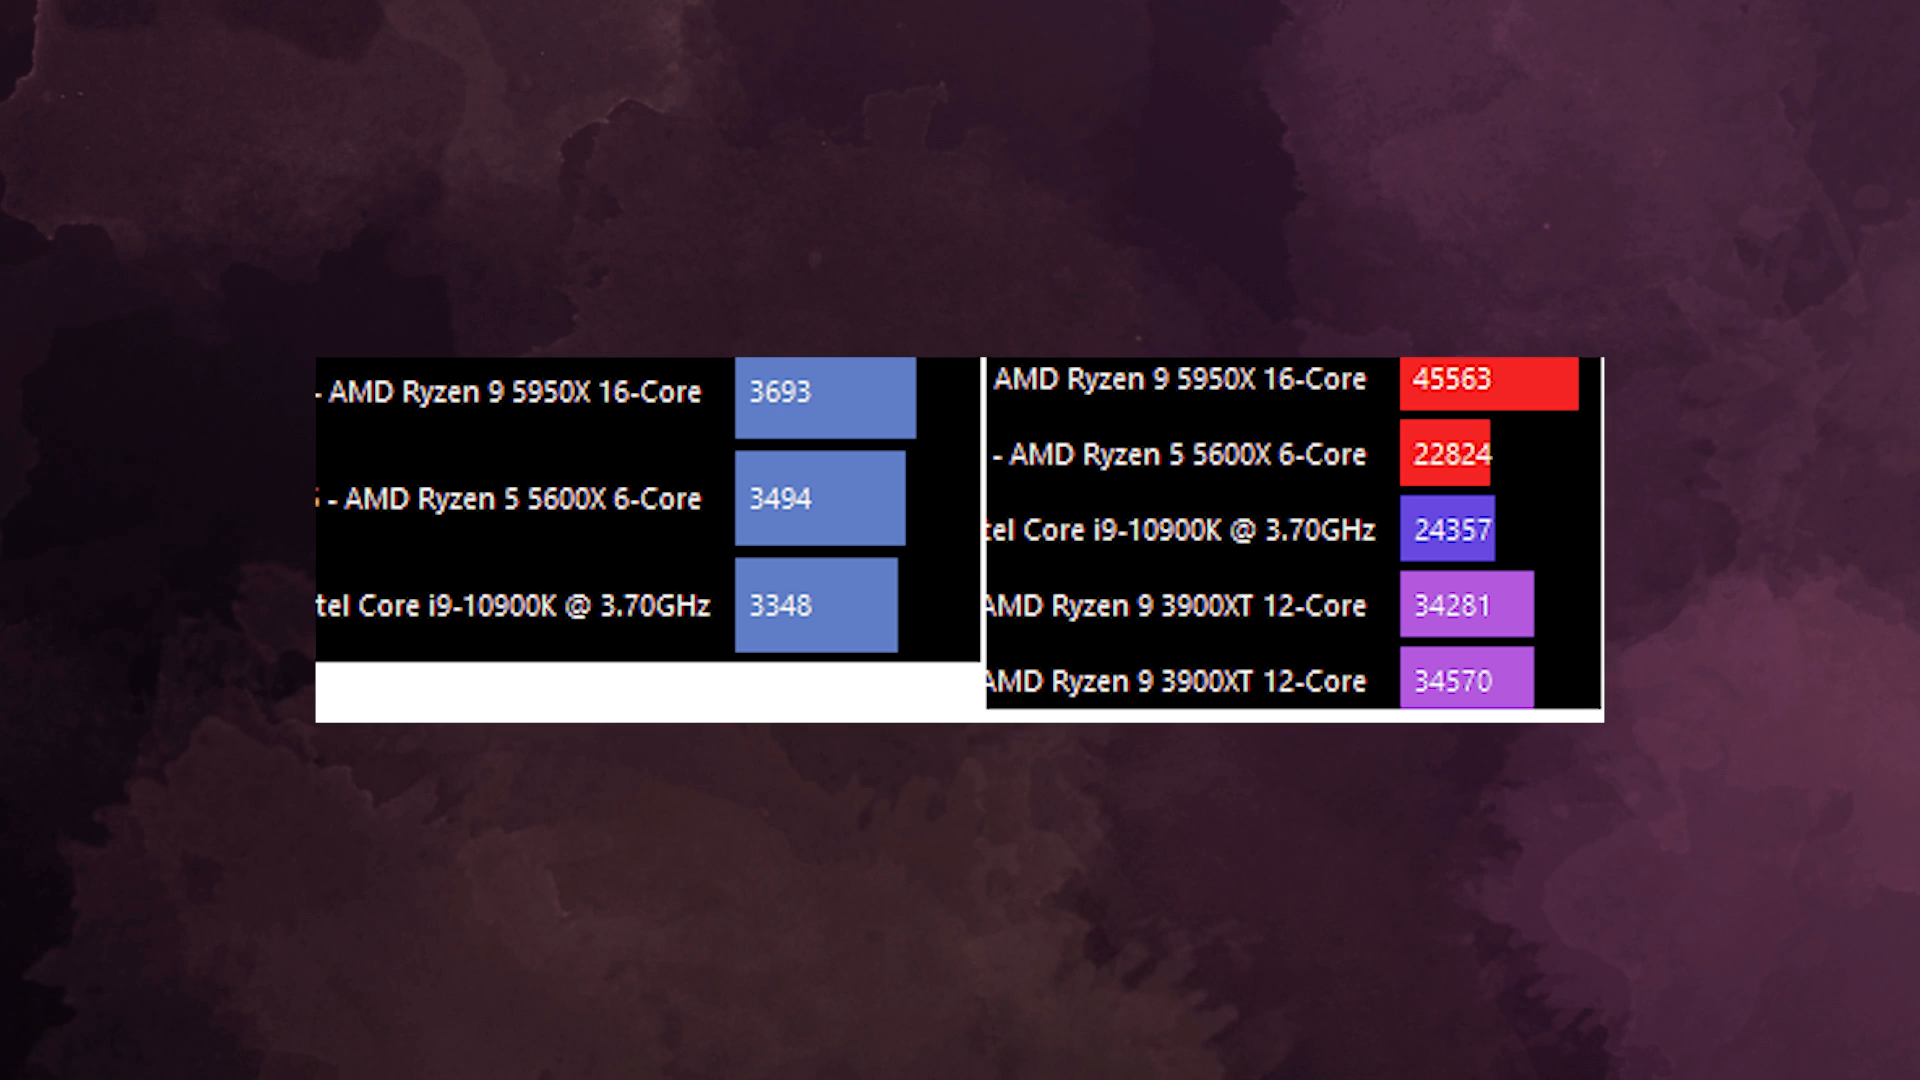 - AMD Ryzen 9 5950X 16-Core 3693
- AMD Ryzen 5 5600X 6-Core 3494
tel Core i9-10900K @ 3.70GHz 3348
AMD Ryzen 9 5950X 16-Core 45563
- AMD Ryzen 5 5600X 6-Core 22824
tel Core i9-10900K @ 3.70GHz 24357
AMD Ryzen 9 3900XT 12-Core 34281
AMD Ryzen 9 3900XT 12-Core 34570